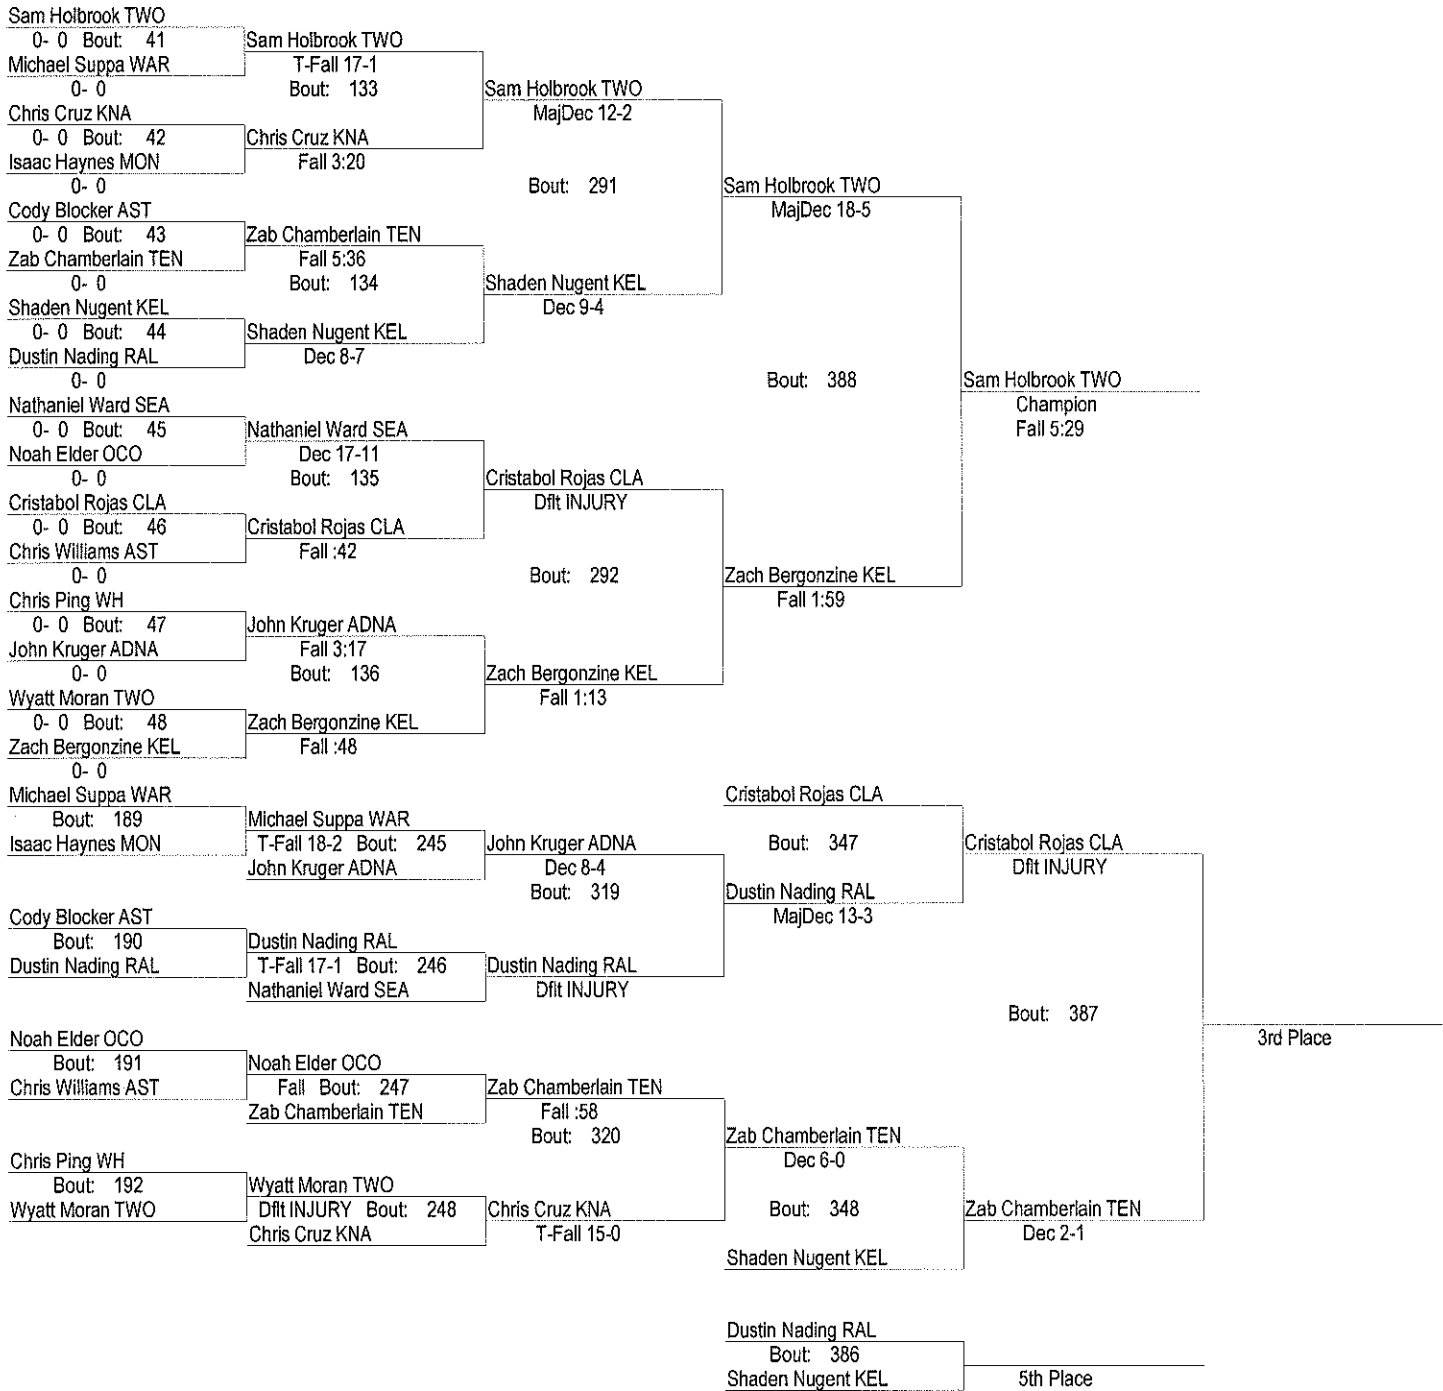 Sam Holbrook TWO
0- 0 Bout: 41
Sam Holbrook TWO
Michael Suppa WAR
T-Fall 17-1
0- 0
Bout: 133
Sam Holbrook TWO
Chris Cruz KNA
MajDec 12-2
0- 0 Bout: 42
Chris Cruz KNA
Isaac Haynes MON
Fall 3:20
0- 0
Bout: 291
Sam Holbrook TWO
Cody Blocker AST
MajDec 18-5
0- 0 Bout: 43
Zab Chamberlain TEN
Zab Chamberlain TEN
Fall 5:36
0- 0
Bout: 134
Shaden Nugent KEL
Shaden Nugent KEL
Dec 9-4
0- 0 Bout: 44
Shaden Nugent KEL
Dustin Nading RAL
Dec 8-7
0- 0
Bout: 388
Sam Holbrook TWO
Nathaniel Ward SEA
Champion
0- 0 Bout: 45
Nathaniel Ward SEA
Fall 5:29
Noah Elder OCO
Dec 17-11
0- 0
Bout: 135
Cristabol Rojas CLA
Cristabol Rojas CLA
Dflt INJURY
0- 0 Bout: 46
Cristabol Rojas CLA
Chris Williams AST
Fall :42
0- 0
Bout: 292
Zach Bergonzine KEL
Chris Ping WH
Fall 1:59
0- 0 Bout: 47
John Kruger ADNA
John Kruger ADNA
Fall 3:17
0- 0
Bout: 136
Zach Bergonzine KEL
Wyatt Moran TWO
Fall 1:13
0- 0 Bout: 48
Zach Bergonzine KEL
Zach Bergonzine KEL
Fall :48
0- 0
Michael Suppa WAR
Cristabol Rojas CLA
Bout: 189
Michael Suppa WAR
Isaac Haynes MON
T-Fall 18-2 Bout: 245
John Kruger ADNA
Bout: 347
Cristabol Rojas CLA
John Kruger ADNA
Dec 8-4
Dflt INJURY
Bout: 319
Dustin Nading RAL
Cody Blocker AST
MajDec 13-3
Bout: 190
Dustin Nading RAL
Dustin Nading RAL
T-Fall 17-1 Bout: 246
Dustin Nading RAL
Nathaniel Ward SEA
Dflt INJURY
Bout: 387
Noah Elder OCO
3rd Place
Bout: 191
Noah Elder OCO
Chris Williams AST
Fall Bout: 247
Zab Chamberlain TEN
Zab Chamberlain TEN
Fall :58
Bout: 320
Zab Chamberlain TEN
Chris Ping WH
Dec 6-0
Bout: 192
Wyatt Moran TWO
Wyatt Moran TWO
Dflt INJURY Bout: 248
Chris Cruz KNA
Bout: 348
Zab Chamberlain TEN
Chris Cruz KNA
T-Fall 15-0
Dec 2-1
Shaden Nugent KEL
Dustin Nading RAL
Bout: 386
Shaden Nugent KEL
5th Place